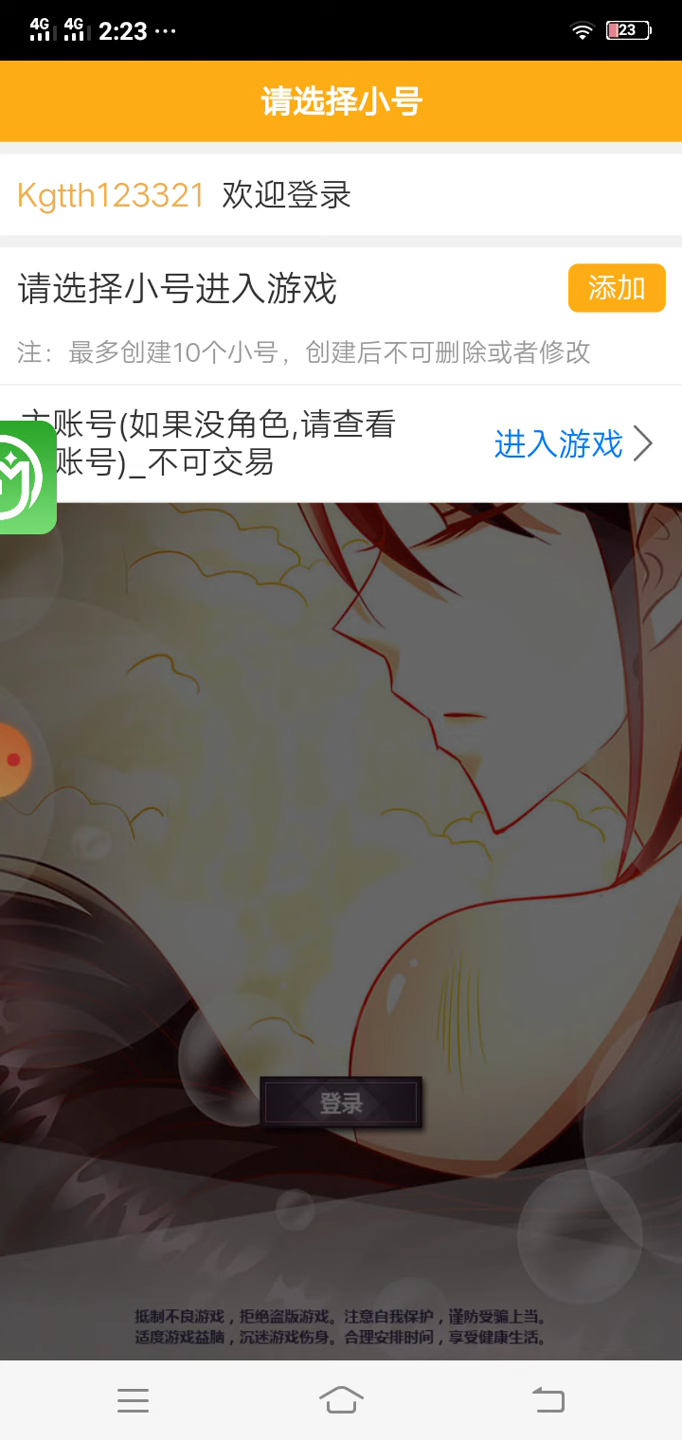 4G 4G 2:23 ··· 23
请选择小号
Kgtth123321 欢迎登录
请选择小号进入游戏 添加
注：最多创建10个小号，创建后不可删除或者修改
主账号(如果没角色,请查看
账号)_不可交易
进入游戏
登录
抵制不良游戏，拒绝盗版游戏。注意自我保护，谨防受骗上当。
适度游戏益脑，沉迷游戏伤身。合理安排时间，享受健康生活。